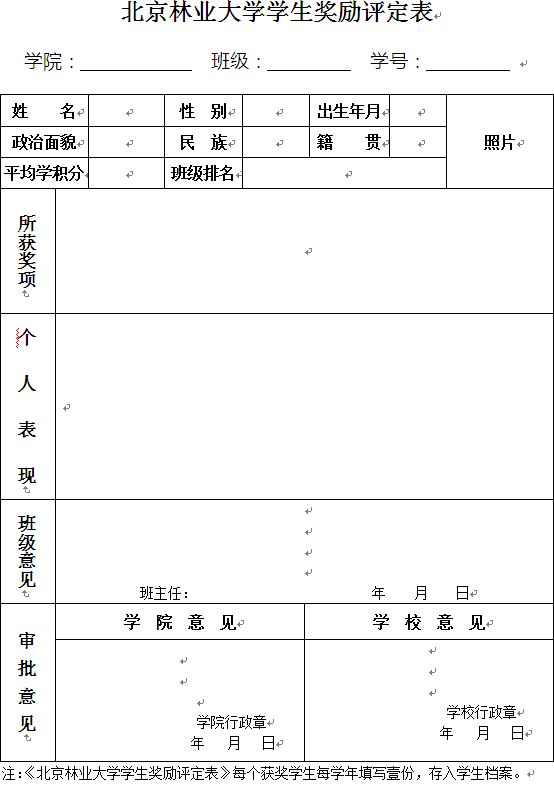 北京林业大学学生奖励评定表
学院：____________ 班级：_________ 学号：_________
姓 名 性 别 出生年月 照片
政治面貌 民 族 籍 贯
平均学积分 班级排名
所获奖项
个人表现
班级意见
班主任： 年 月 日
审批意见
学 院 意 见 学 校 意 见
学院行政章 学校行政章
年 月 日 年 月 日
注：《北京林业大学学生奖励评定表》每个获奖学生每学年填写壹份，存入学生档案。